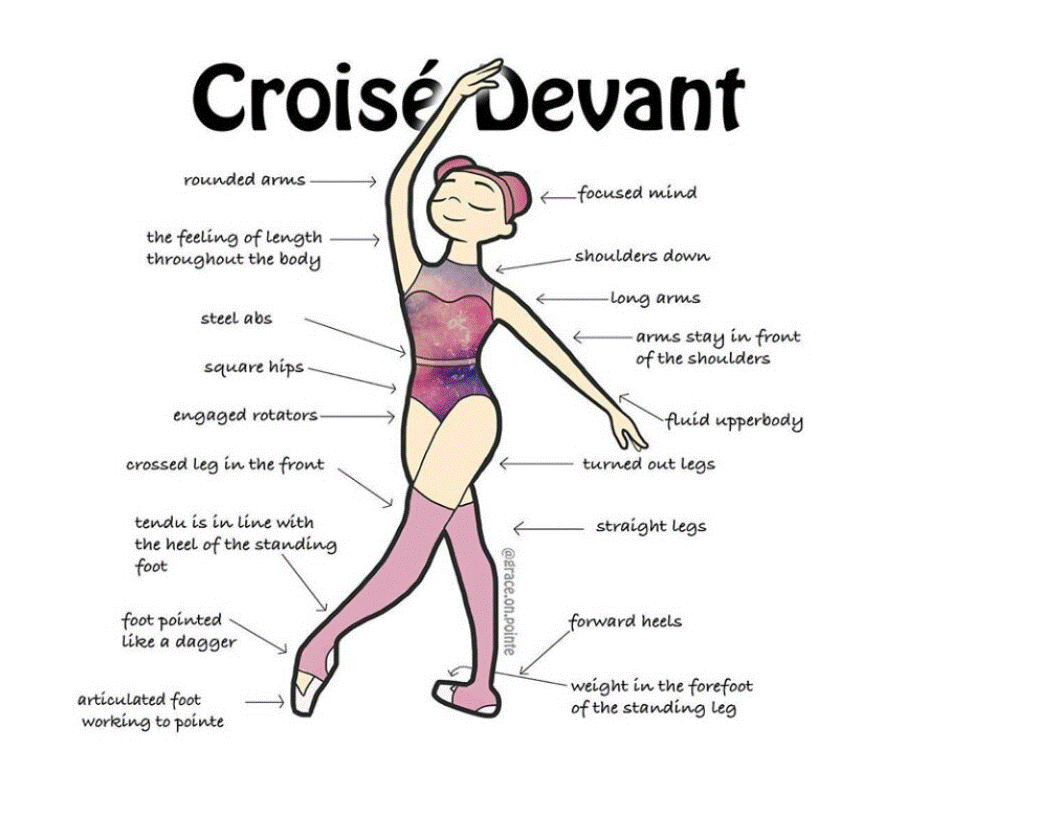 Croisé Devant
rounded arms
focused mind
the feeling of length
throughout the body
shoulders down
long arms
steel abs
arms stay in front
of the shoulders
square hips
engaged rotators
fluid upperbody
crossed leg in the front
turned out legs
tendu is in line with
the heel of the standing
foot
straight legs
@grace.on.pointe
foot pointed
like a dagger
forward heels
articulated foot
working to pointe
weight in the forefoot
of the standing leg